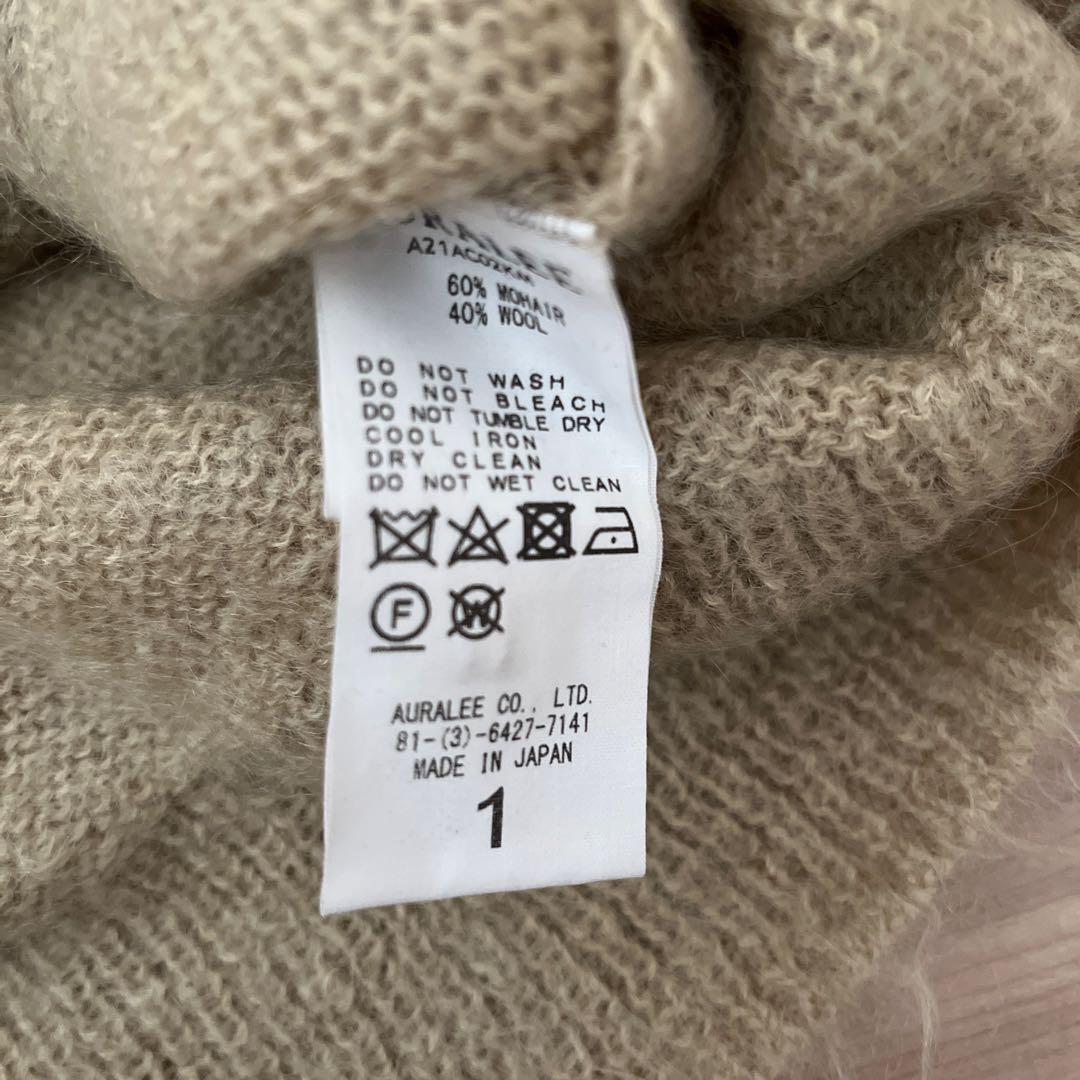 AURALEE
A21AC02KM
60% MOHAIR
40% WOOL
DO NOT WASH
DO NOT BLEACH
DO NOT TUMBLE DRY
COOL IRON
DRY CLEAN
DO NOT WET CLEAN
F W
AURALEE CO., LTD.
81-(3)-6427-7141
MADE IN JAPAN
1